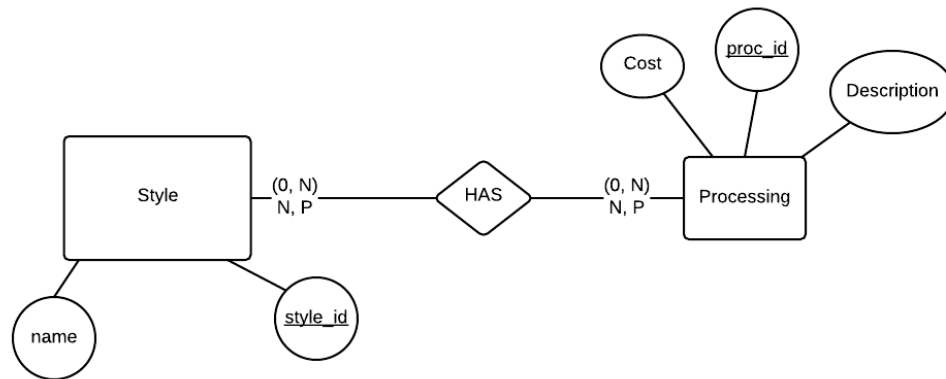 proc_id
Cost
Description
Style
(0, N)
N, P
HAS
(0, N)
N, P
Processing
name
style_id